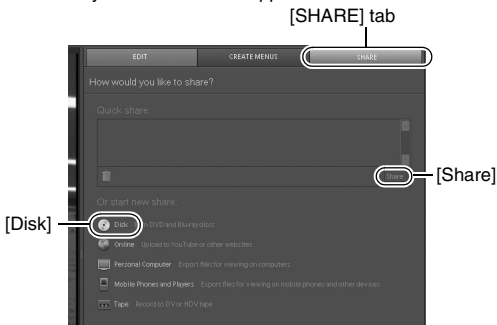 [SHARE] tab
EDIT CREATE MENUS SHARE
How would you like to share?
Quick share:
Share
[Share]
Or start new share:
[Disk]
Disk DVD and Blu-ray discs
Online Upload to YouTube or other websites
Personal Computer Export files for viewing on computers
Mobile Phones and Players Export files for viewing on mobile phones and other devices
Tape Record to DV or HDV tape